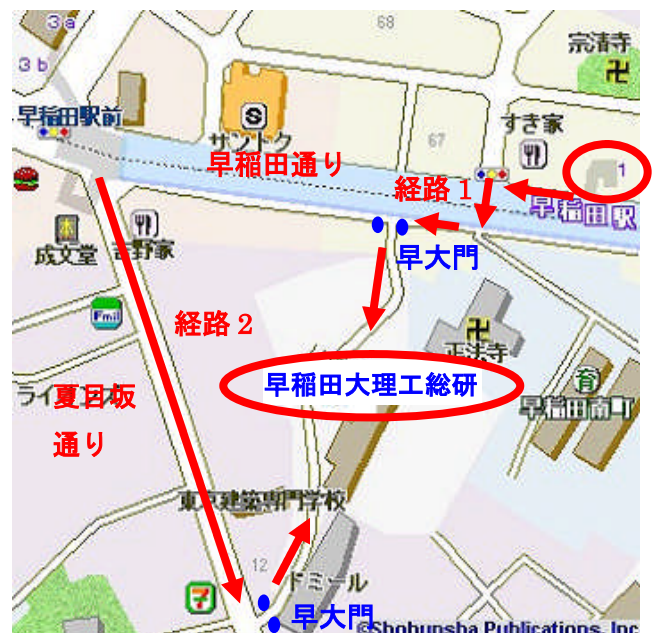 3a
68
宗清寺
3b
早稲田駅前
S
サントク
すき家
67
早稲田通り
経路1
1
早稲田駅
成文堂
吉野家
早大門
Fmil
経路2
正法寺
早稲田大理工総研
育
早稲田南町
夏目坂
通り
東京建築専門学校
12
ドミール
7
早大門
©Shobunsha Publications, Inc